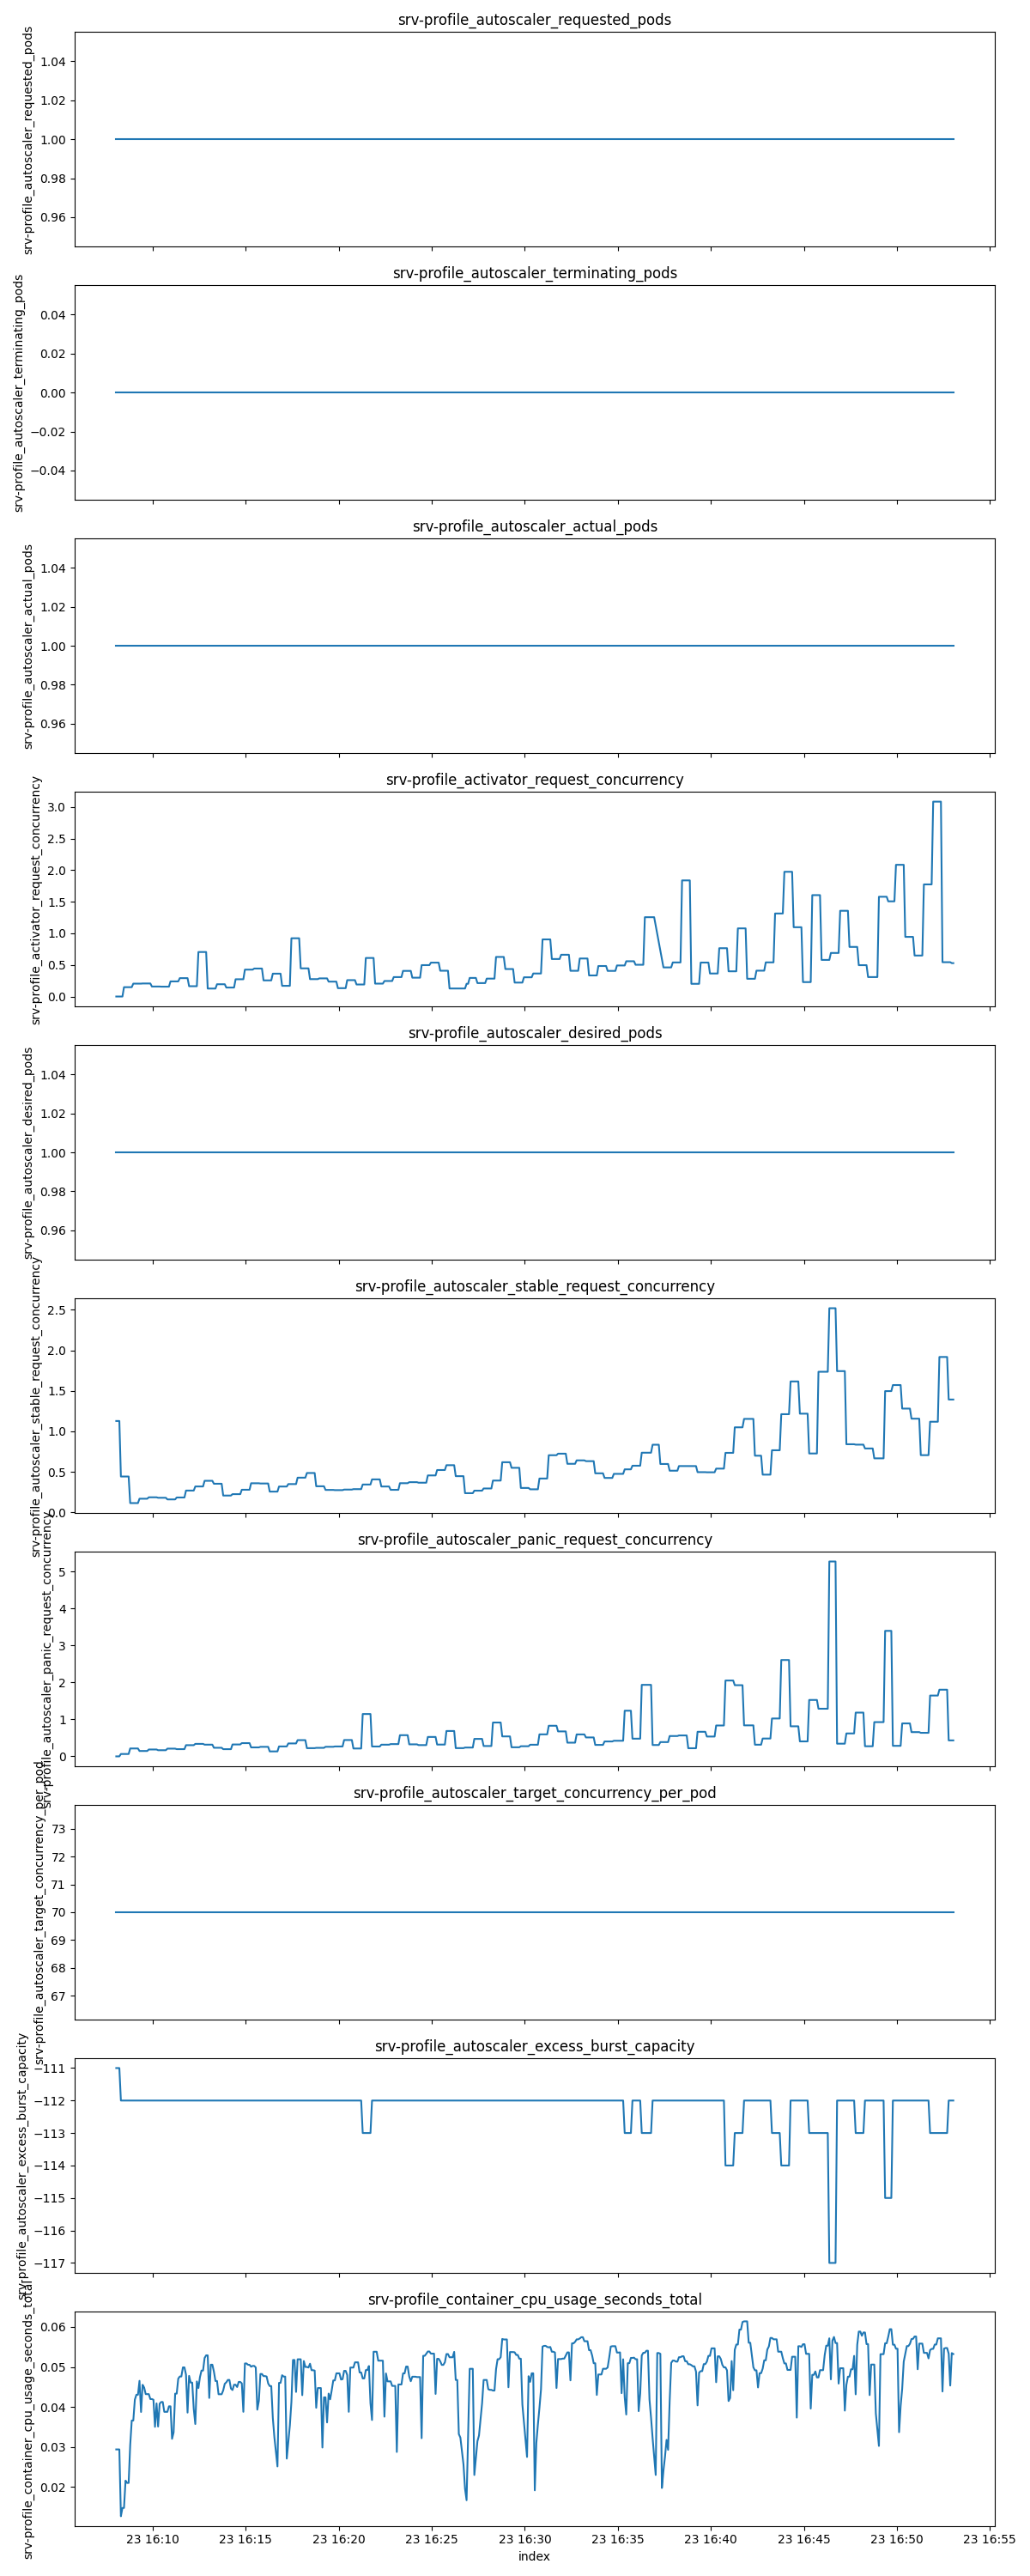 srv-profile_autoscaler_requested_pods
srv-profile_autoscaler_requested_pods
1.04
1.02
1.00
0.98
0.96
srv-profile_autoscaler_terminating_pods
srv-profile_autoscaler_terminating_pods
0.04
0.02
0.00
−0.02
−0.04
srv-profile_autoscaler_actual_pods
srv-profile_autoscaler_actual_pods
1.04
1.02
1.00
0.98
0.96
srv-profile_activator_request_concurrency
srv-profile_activator_request_concurrency
3.0
2.5
2.0
1.5
1.0
0.5
0.0
srv-profile_autoscaler_desired_pods
srv-profile_autoscaler_desired_pods
1.04
1.02
1.00
0.98
0.96
srv-profile_autoscaler_stable_request_concurrency
srv-profile_autoscaler_stable_request_concurrency
2.5
2.0
1.5
1.0
0.5
0.0
srv-profile_autoscaler_panic_request_concurrency
srv-profile_autoscaler_panic_request_concurrency
5
4
3
2
1
0
srv-profile_autoscaler_target_concurrency_per_pod
srv-profile_autoscaler_target_concurrency_per_pod
73
72
71
70
69
68
67
srv-profile_autoscaler_excess_burst_capacity
srv-profile_autoscaler_excess_burst_capacity
−111
−112
−113
−114
−115
−116
−117
srv-profile_container_cpu_usage_seconds_total
srv-profile_container_cpu_usage_seconds_total
0.06
0.05
0.04
0.03
0.02
23 16:10 23 16:15 23 16:20 23 16:25 23 16:30 23 16:35 23 16:40 23 16:45 23 16:50 23 16:55
index